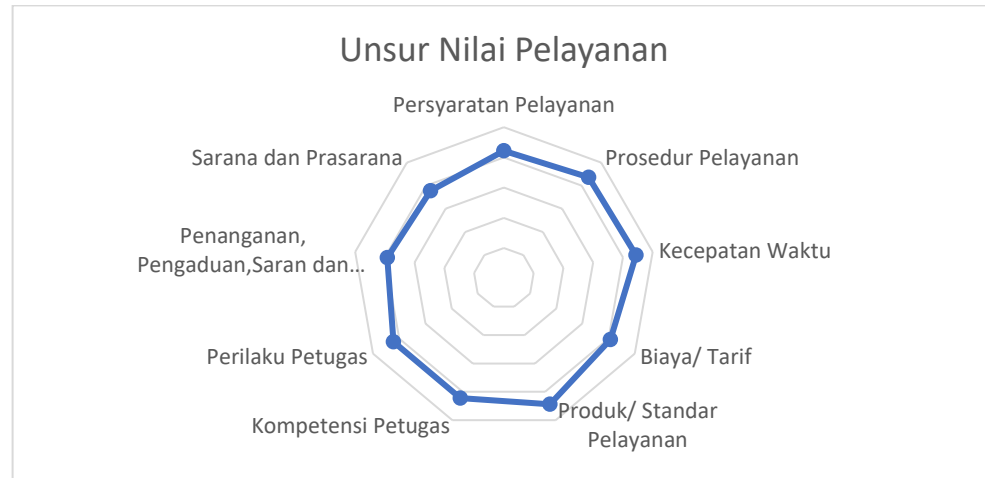 Unsur Nilai Pelayanan
Persyaratan Pelayanan
Prosedur Pelayanan
Kecepatan Waktu
Biaya/ Tarif
Produk/ Standar
Pelayanan
Kompetensi Petugas
Perilaku Petugas
Penanganan,
Pengaduan,Saran dan...
Sarana dan Prasarana